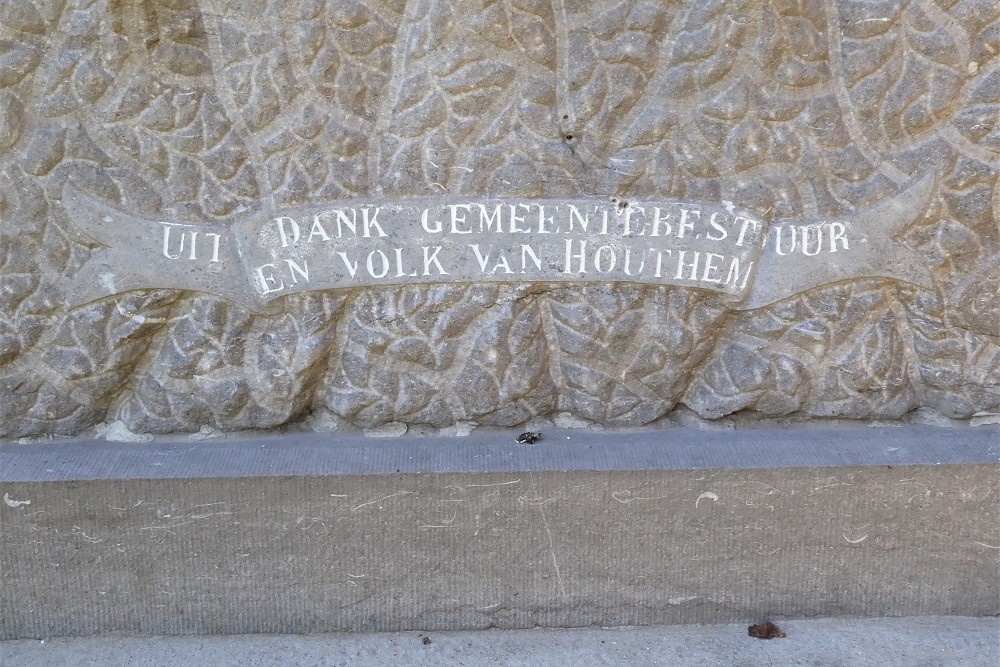 UIT DANK GEMEENTEBESTUUR
EN VOLK VAN HOUTHEM